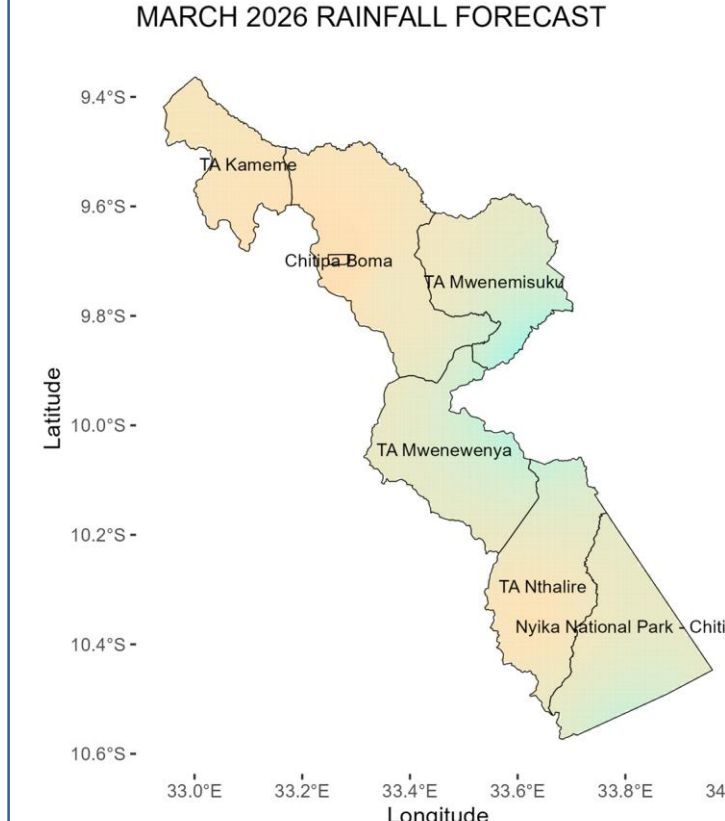 MARCH 2026 RAINFALL FORECAST
9.4°S
TA Kameme
9.6°S
Chitipa Boma
TA Mwenemisuku
9.8°S
Latitude
10.0°S
TA Mwenewenya
10.2°S
TA Nthalire
Nyika National Park - Chiti
10.4°S
10.6°S
33.0°E 33.2°E 33.4°E 33.6°E 33.8°E 34
Longitude